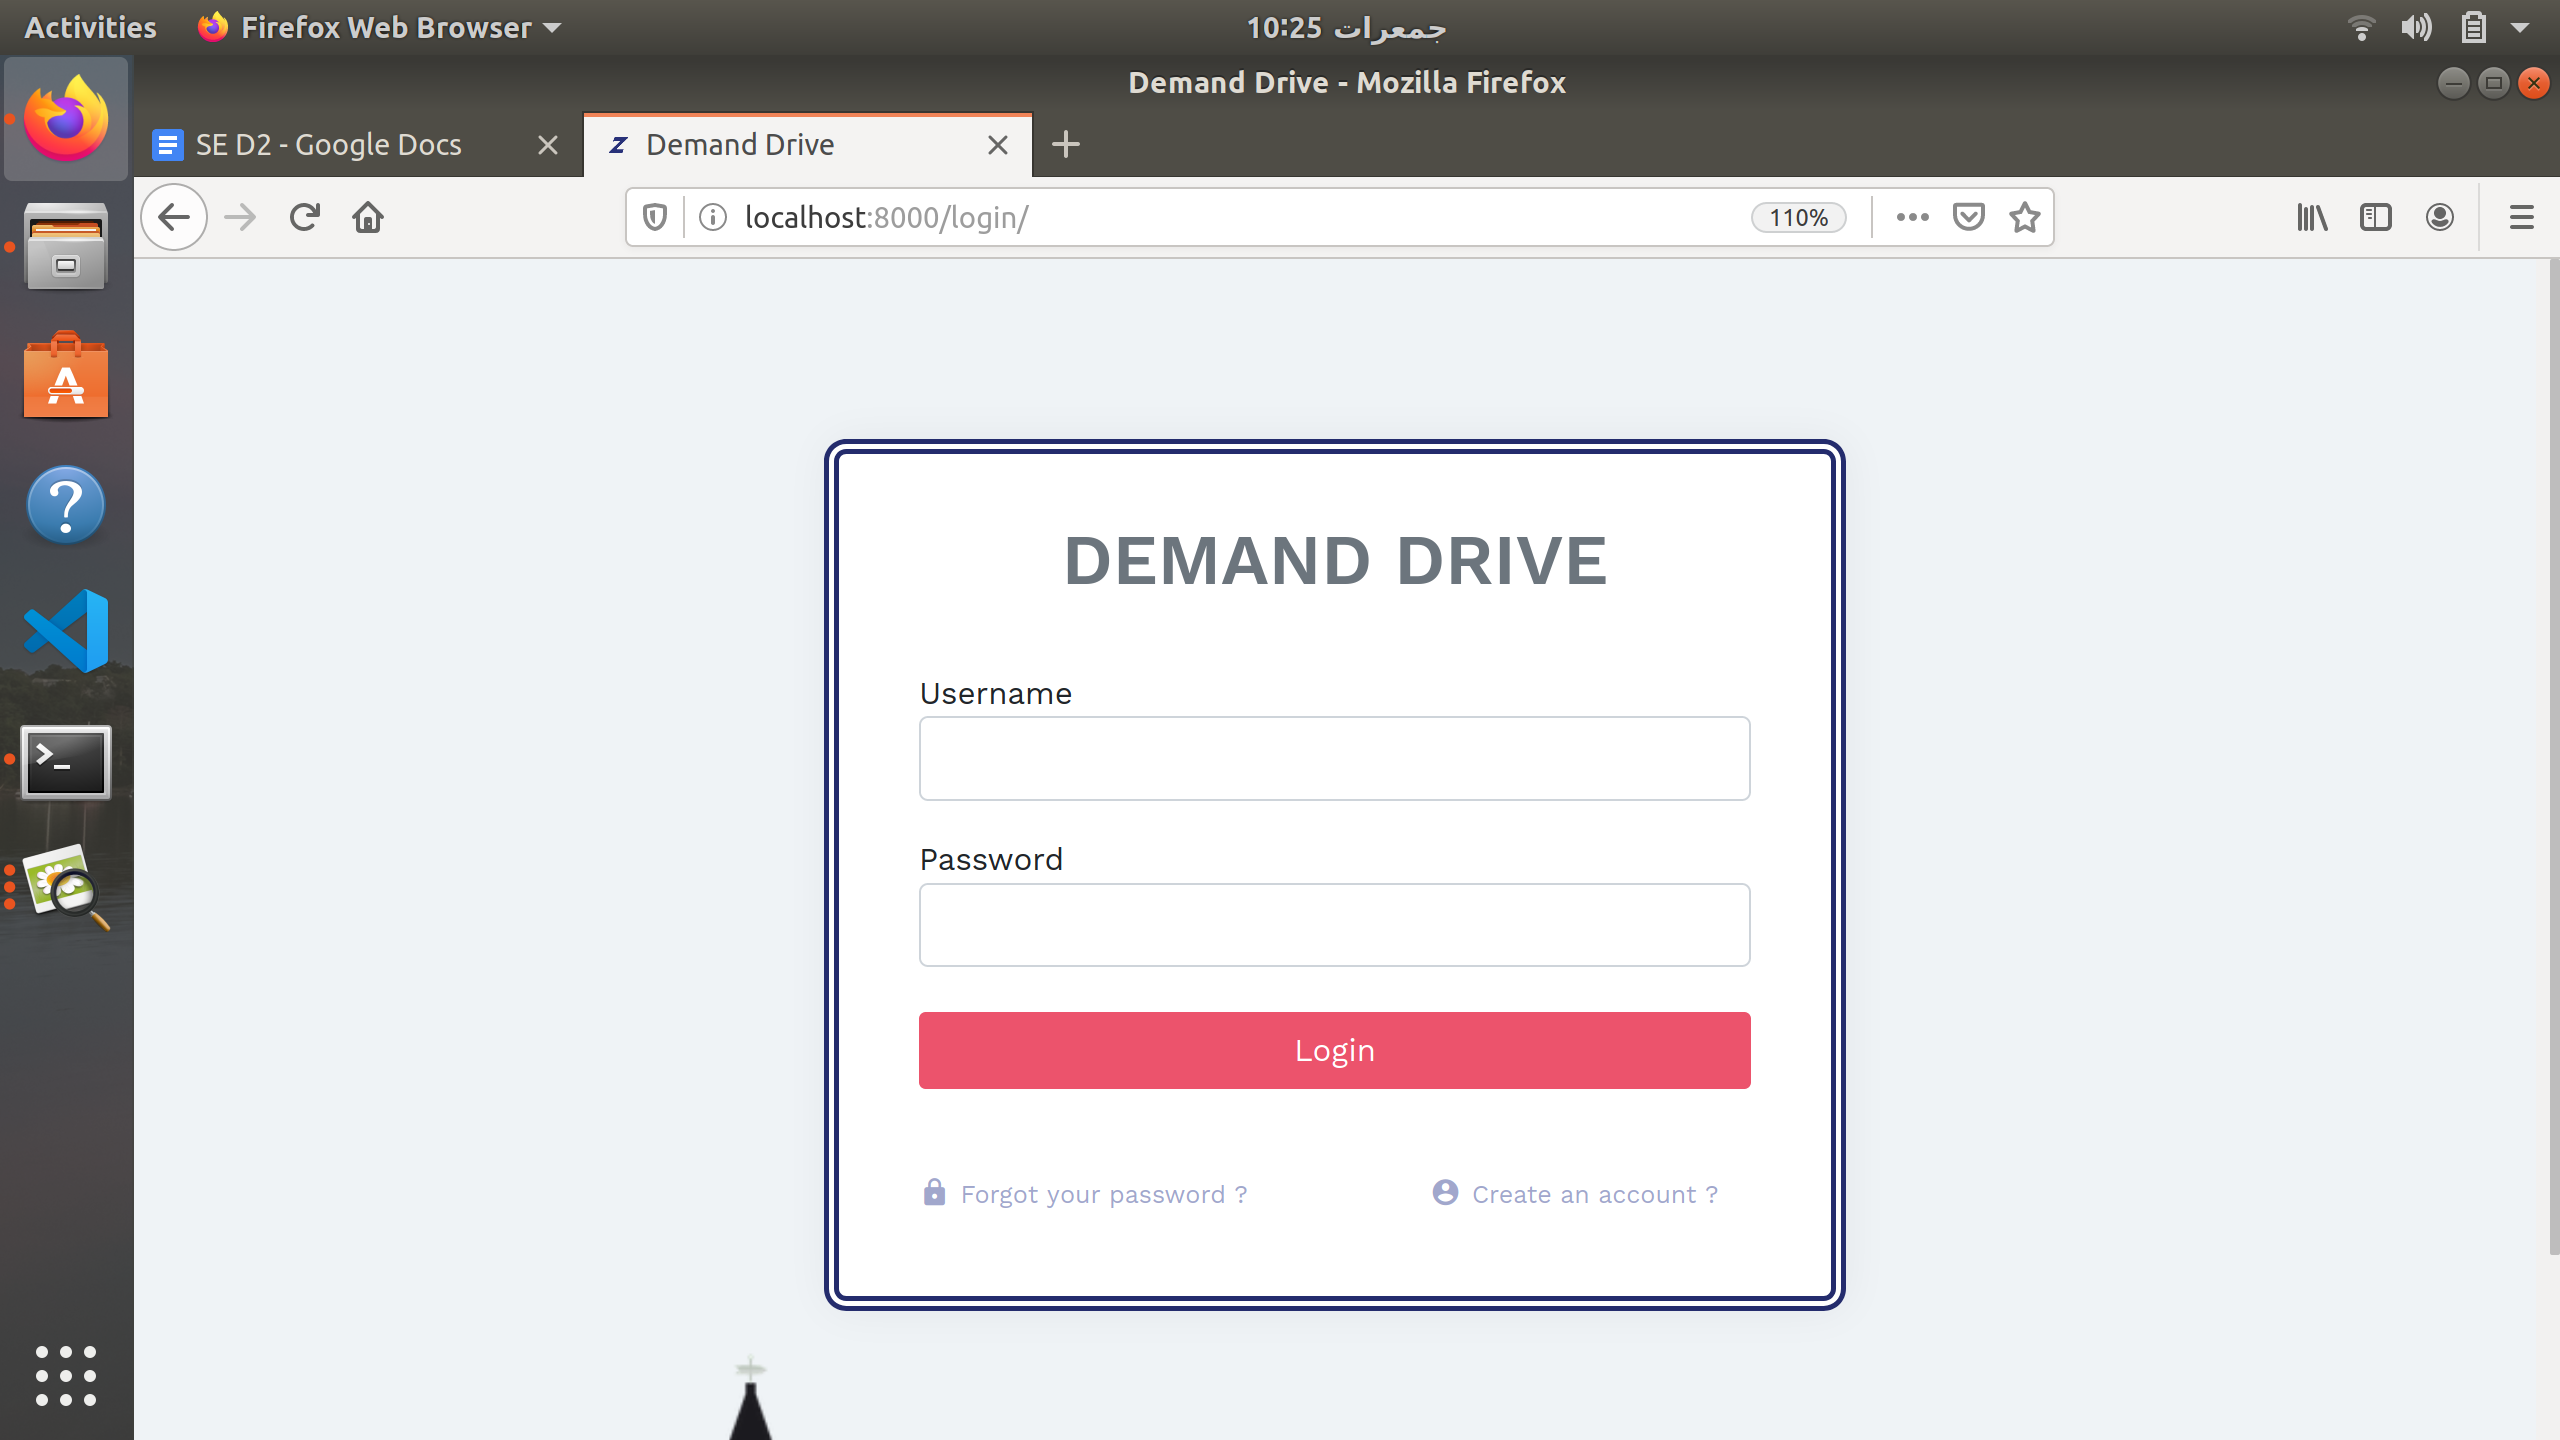 Activities
Firefox Web Browser
جمعرات 10:25
Demand Drive - Mozilla Firefox
SE D2 - Google Docs
Demand Drive
localhost:8000/login/
110%
DEMAND DRIVE
Username
Password
Login
Forgot your password ?
Create an account ?